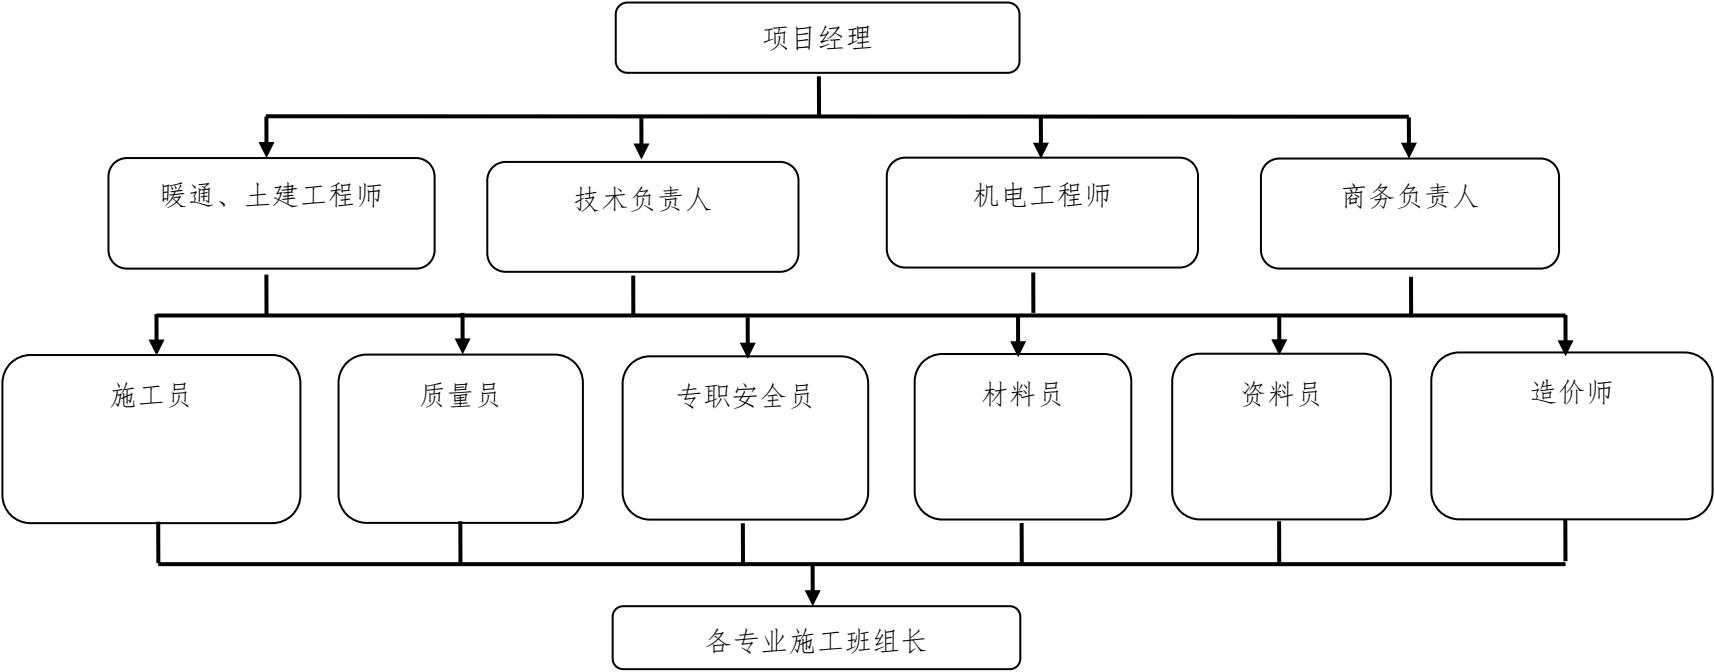 项目经理
暖通、土建工程师
技术负责人
机电工程师
商务负责人
施工员
质量员
专职安全员
材料员
资料员
造价师
各专业施工班组长